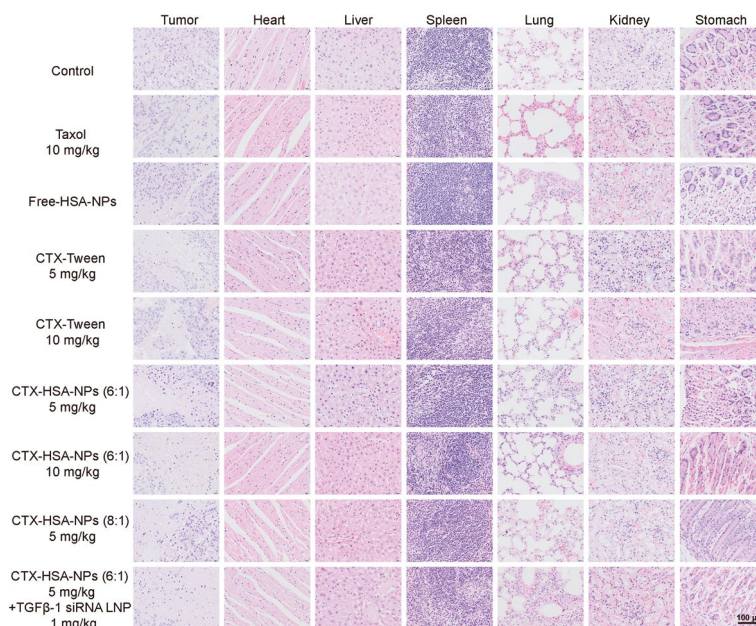 Tumor Heart Liver Spleen Lung Kidney Stomach
Control
Taxol
10 mg/kg
Free-HSA-NPs
CTX-Tween
5 mg/kg
CTX-Tween
10 mg/kg
CTX-HSA-NPs (6:1)
5 mg/kg
CTX-HSA-NPs (6:1)
10 mg/kg
CTX-HSA-NPs (8:1)
5 mg/kg
CTX-HSA-NPs (6:1)
5 mg/kg
+TGFβ-1 siRNA LNP
1 mg/kg
100